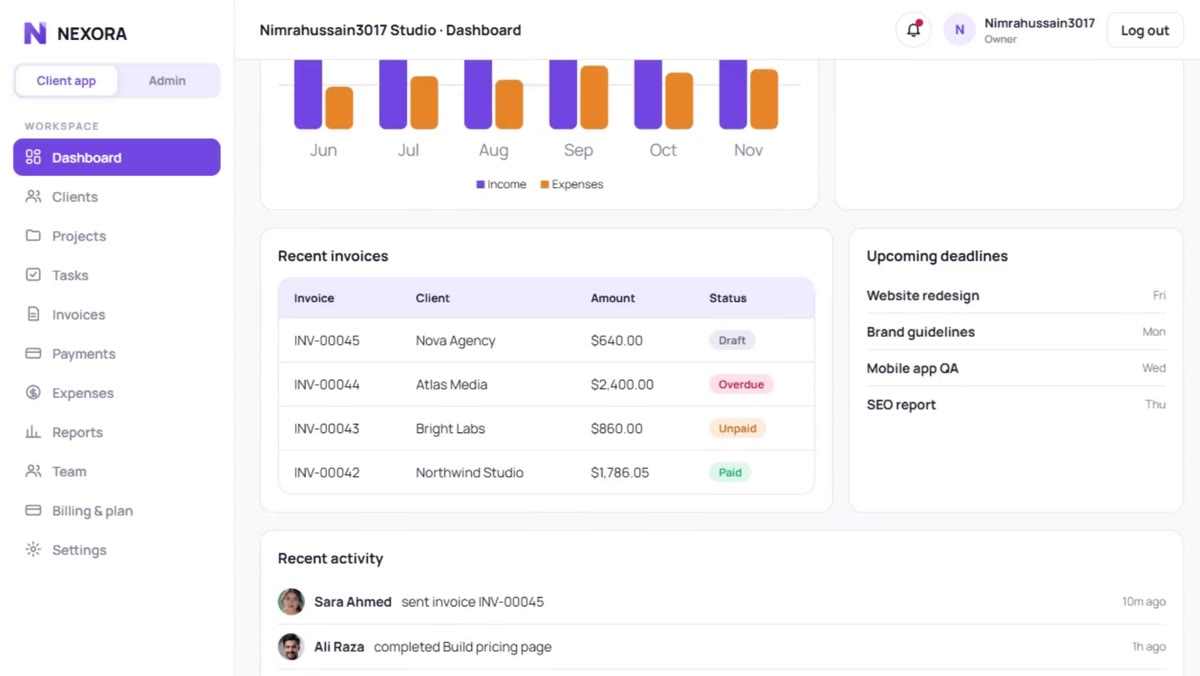 NEXORA
Client app Admin
WORKSPACE
Dashboard
Clients
Projects
Tasks
Invoices
Payments
Expenses
Reports
Team
Billing & plan
Settings
Nimrahussain3017 Studio · Dashboard
N
Nimrahussain3017
Owner
Log out
Jun Jul Aug Sep Oct Nov
Income Expenses
Recent invoices
Invoice Client Amount Status
INV-00045 Nova Agency $640.00 Draft
INV-00044 Atlas Media $2,400.00 Overdue
INV-00043 Bright Labs $860.00 Unpaid
INV-00042 Northwind Studio $1,786.05 Paid
Upcoming deadlines
Website redesign Fri
Brand guidelines Mon
Mobile app QA Wed
SEO report Thu
Recent activity
Sara Ahmed sent invoice INV-00045 10m ago
Ali Raza completed Build pricing page 1h ago